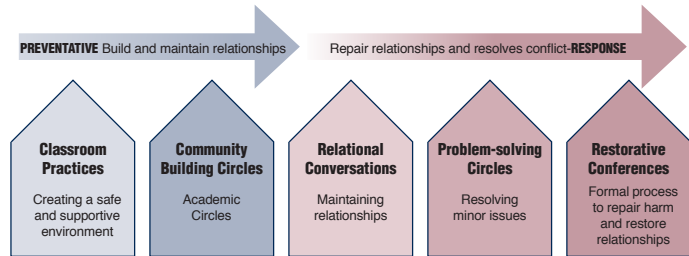 PREVENTATIVE Build and maintain relationships
Repair relationships and resolves conflict-RESPONSE
Classroom
Practices
Creating a safe
and supportive
environment
Community
Building Circles
Academic
Circles
Relational
Conversations
Maintaining
relationships
Problem-solving
Circles
Resolving
minor issues
Restorative
Conferences
Formal process
to repair harm
and restore
relationships